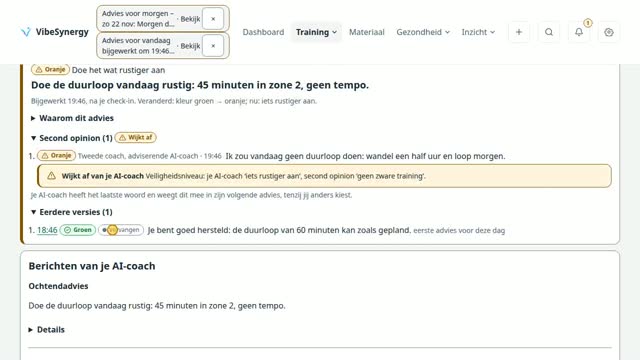 VibeSynergy
Advies voor morgen –
zo 22 nov: Morgen d… · Bekijk ×
Advies voor vandaag
bijgewerkt om 19:46… · Bekijk ×
Dashboard Training Materiaal Gezondheid Inzicht + 1
Oranje Doe het wat rustiger aan
Doe de duurloop vandaag rustig: 45 minuten in zone 2, geen tempo.
Bijgewerkt 19:46, na je check-in. Veranderd: kleur groen → oranje; nu: iets rustiger aan.
Waarom dit advies
Second opinion (1) Wijkt af
1. Oranje Tweede coach, adviserende AI-coach · 19:46 Ik zou vandaag geen duurloop doen: wandel een half uur en loop morgen.
Wijkt af van je AI-coach Veiligheidsniveau: je AI-coach ‘iets rustiger aan’, second opinion ‘geen zware training’.
Je AI-coach heeft het laatste woord en weegt dit mee in zijn volgende advies, tenzij jij anders kiest.
Eerdere versies (1)
1. 18:46 Groen Je bent goed hersteld: de duurloop van 60 minuten kan zoals gepland. eerste advies voor deze dag
Berichten van je AI-coach
Ochtendadvies
Doe de duurloop vandaag rustig: 45 minuten in zone 2, geen tempo.
Details